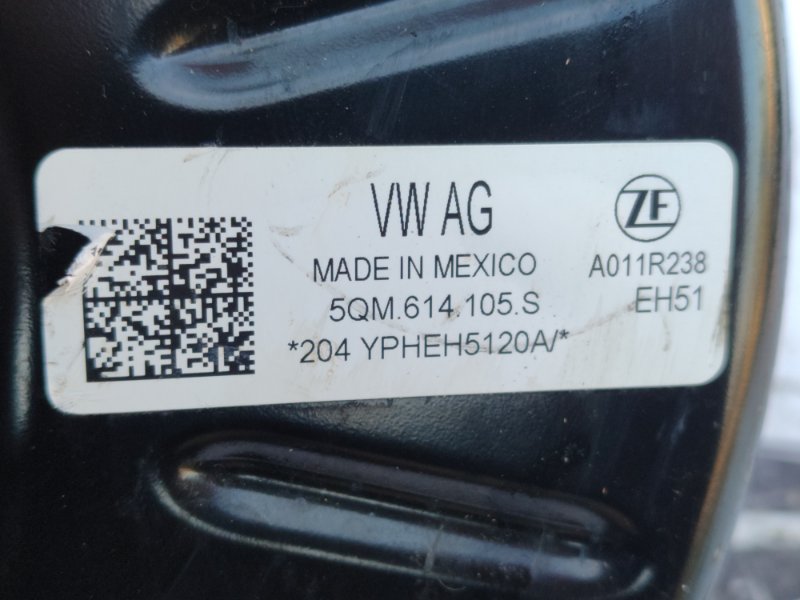 VW AG
ZF
MADE IN MEXICO
A011R238
5QM.614.105.S
EH51
*204 YPHEH5120A/*